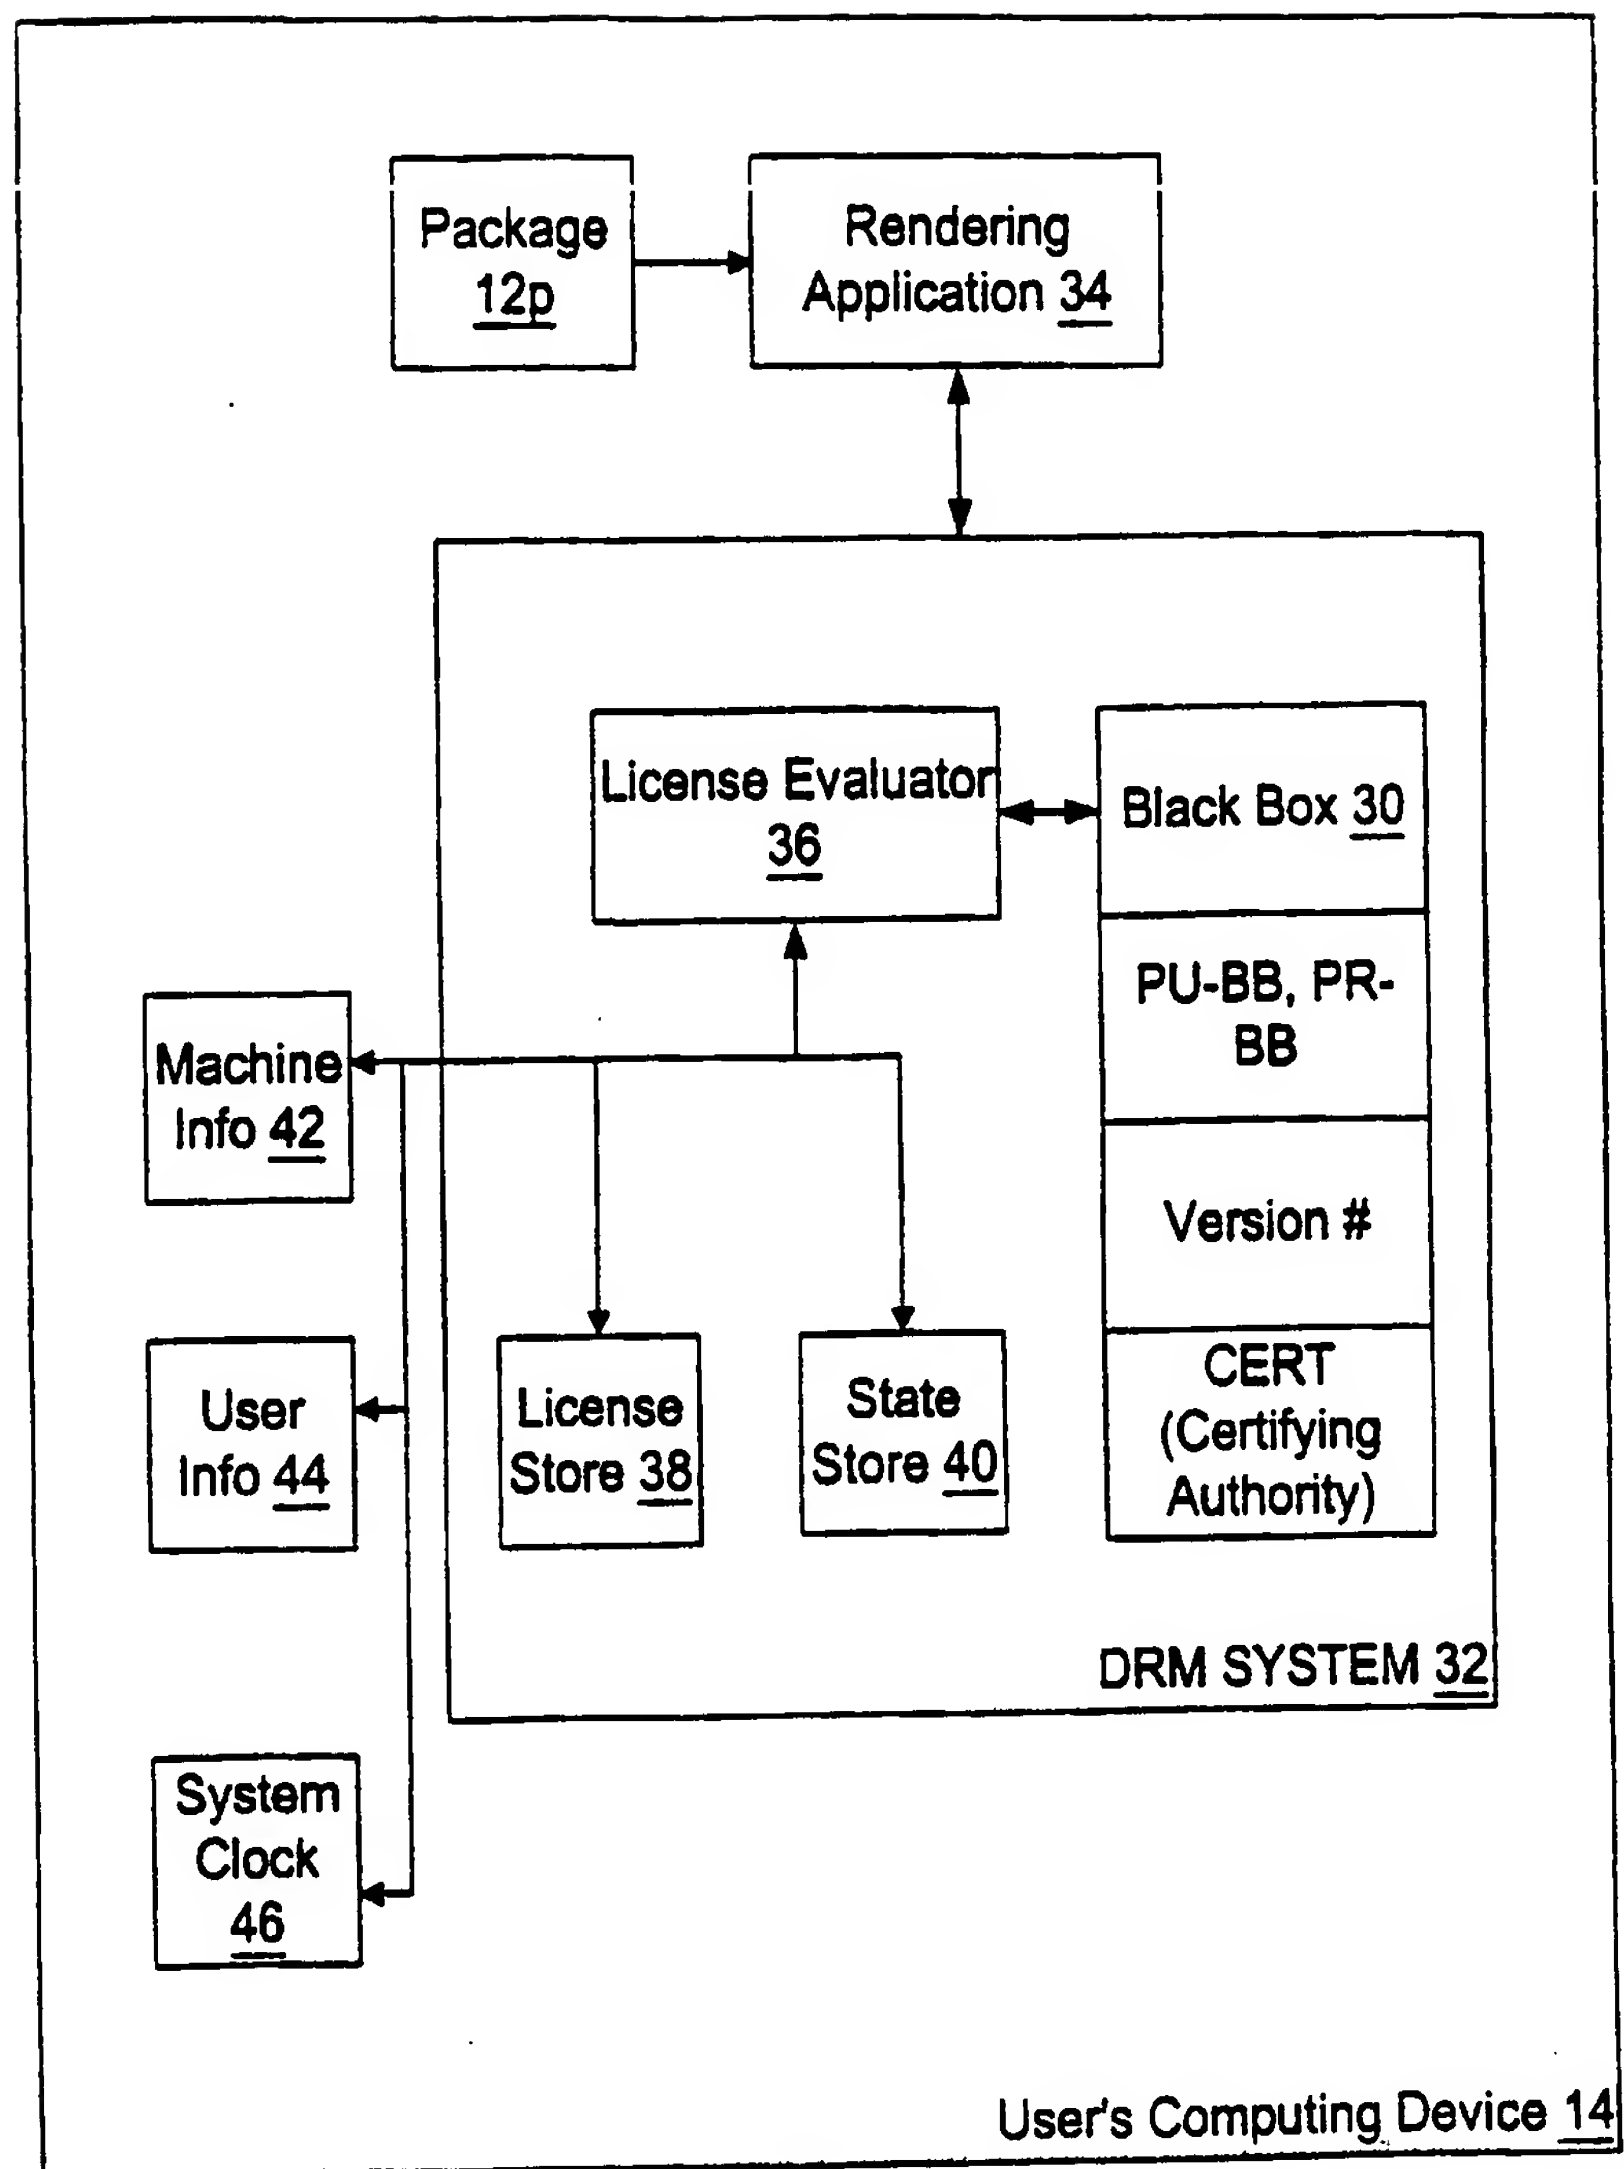 Package
12p
Rendering
Application 34
License Evaluator
36
Black Box 30
PU-BB, PR-
BB
Version #
CERT
(Certifying
Authority)
Machine
Info 42
User
Info 44
System
Clock
46
License
Store 38
State
Store 40
DRM SYSTEM 32
User's Computing Device 14